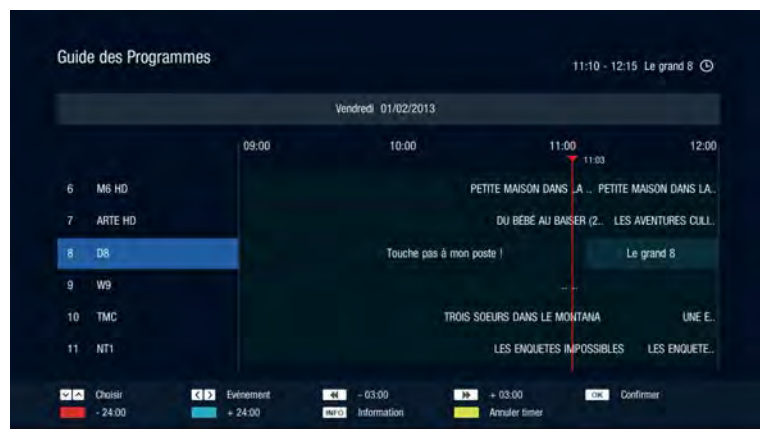 Guide des Programmes
11:10 - 12:15 Le grand 8
Vendredi 01/02/2013
09:00 10:00 11:00 12:00
11:03
6 M6 HD PETITE MAISON DANS LA .. PETITE MAISON DANS LA..
7 ARTE HD DU BÉBÉ AU BAISER (2.. LES AVENTURES CULI..
8 D8 Touche pas à mon poste ! Le grand 8
9 W9 .. ..
10 TMC TROIS SOEURS DANS LE MONTANA UNE E..
11 NT1 LES ENQUETES IMPOSSIBLES LES ENQUETE..
Choisir Evénement - 03:00 + 03:00 OK Confirmer
- 24:00 + 24:00 INFO Information Annuler timer